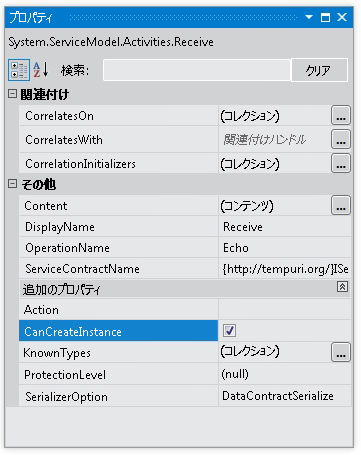 プロパティ
System.ServiceModel.Activities.Receive
A Z 検索: クリア
関連付け
CorrelatesOn (コレクション) ...
CorrelatesWith 関連付けハンドル ...
CorrelationInitializers (コレクション) ...
その他
Content (コンテンツ) ...
DisplayName Receive
OperationName Echo
ServiceContractName {http://tempuri.org/}ISe
追加のプロパティ
Action
CanCreateInstance
KnownTypes (コレクション) ...
ProtectionLevel (null)
SerializerOption DataContractSerialize